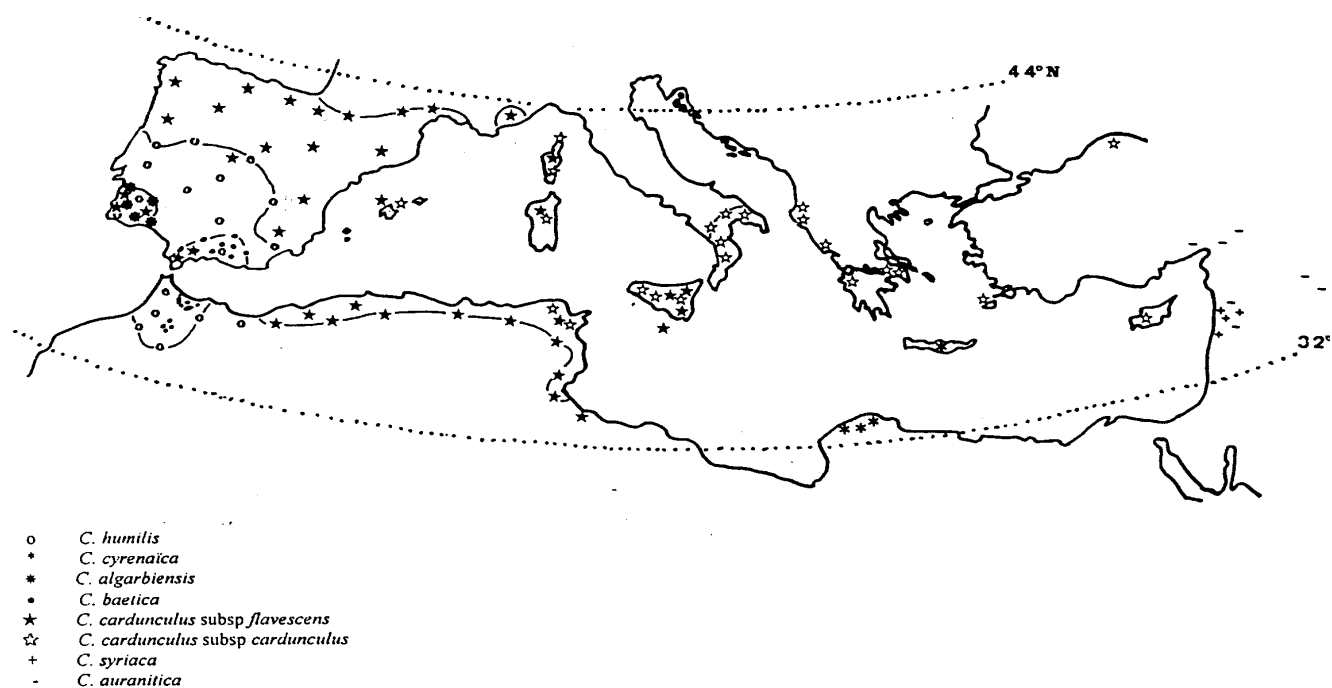 44°N
32°
C. humilis
C. cyrenaïca
C. algarbiensis
C. baetica
C. cardunculus subsp flavescens
C. cardunculus subsp cardunculus
C. syriaca
C. auranitica